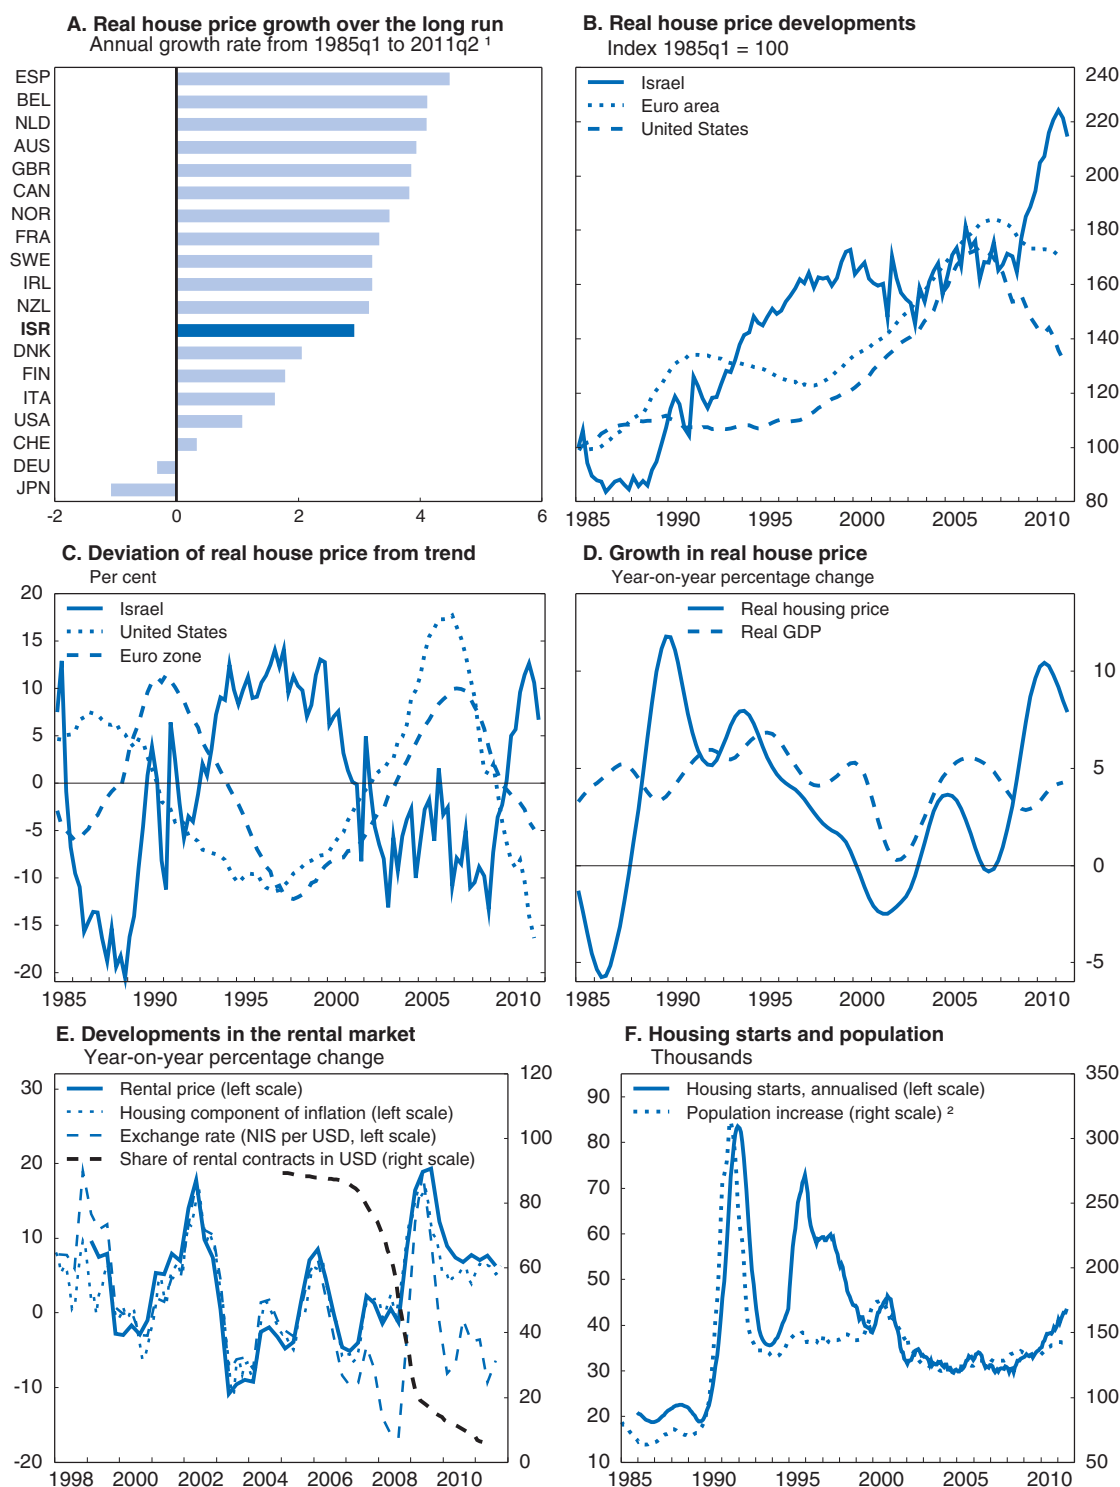 A. Real house price growth over the long run
Annual growth rate from 1985q1 to 2011q2 ¹
ESP
BEL
NLD
AUS
GBR
CAN
NOR
FRA
SWE
IRL
NZL
ISR
DNK
FIN
ITA
USA
CHE
DEU
JPN
-2 0 2 4 6
B. Real house price developments
Index 1985q1 = 100
Israel
Euro area
United States
240
220
200
180
160
140
120
100
80
1985 1990 1995 2000 2005 2010
C. Deviation of real house price from trend
Per cent
Israel
United States
Euro zone
20
15
10
5
0
-5
-10
-15
-20
1985 1990 1995 2000 2005 2010
D. Growth in real house price
Year-on-year percentage change
Real housing price
Real GDP
10
5
0
-5
1985 1990 1995 2000 2005 2010
E. Developments in the rental market
Year-on-year percentage change
Rental price (left scale)
Housing component of inflation (left scale)
Exchange rate (NIS per USD, left scale)
Share of rental contracts in USD (right scale)
30
20
10
0
-10
-20
120
100
80
60
40
20
0
1998 2000 2002 2004 2006 2008 2010
F. Housing starts and population
Thousands
Housing starts, annualised (left scale)
Population increase (right scale) ²
90
80
70
60
50
40
30
20
10
350
300
250
200
150
100
50
1985 1990 1995 2000 2005 2010